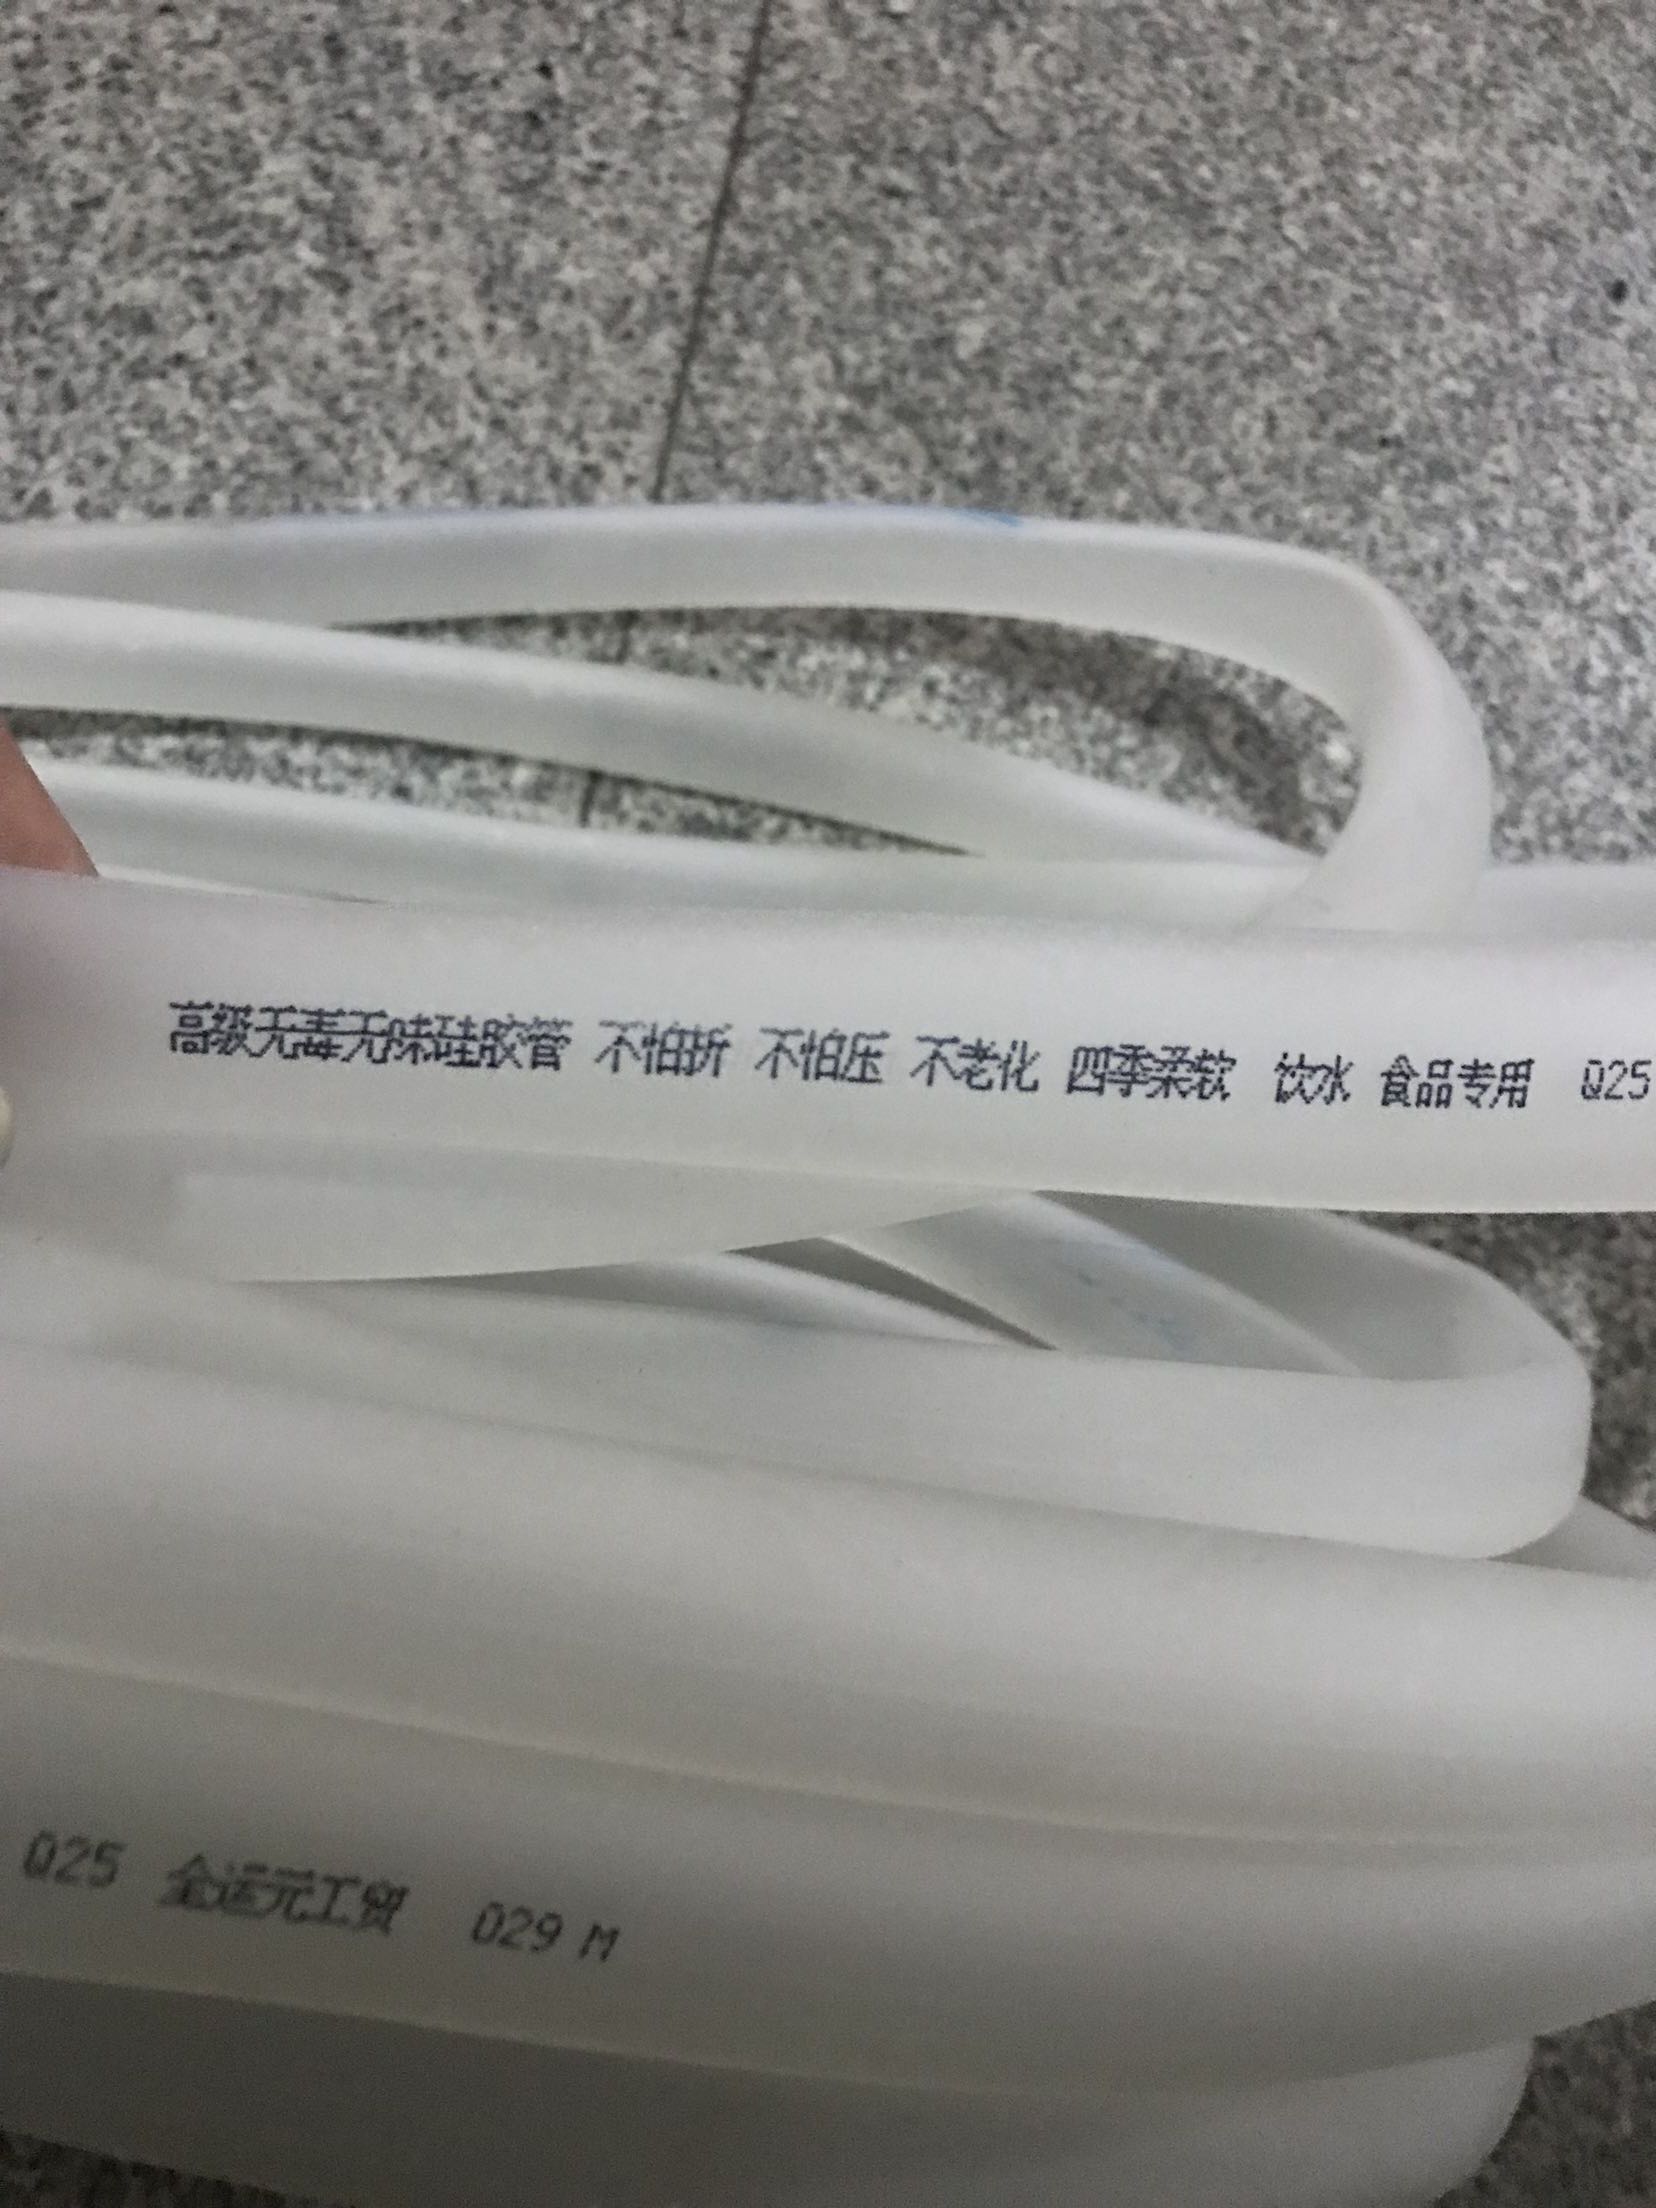 高级无毒无味硅胶管 不怕折 不怕压 不老化 四季柔软 饮水 食品专用 Q25
Q25 全运元工贸 029 M